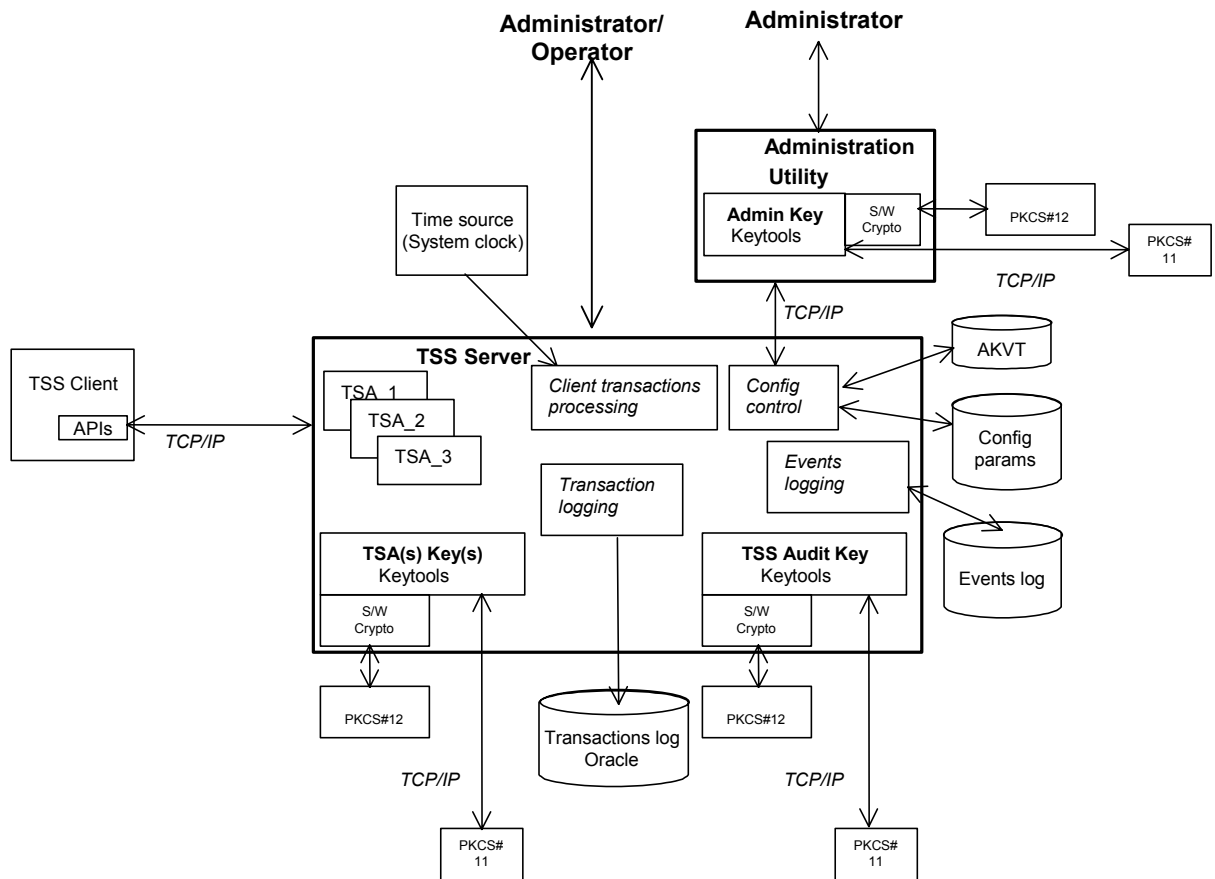 Administrator/
Operator
Administrator
Administration
Utility
Admin Key
Keytools
S/W
Crypto
PKCS#12
PKCS#
11
TCP/IP
TCP/IP
Time source
(System clock)
TSS Client
APIs
TCP/IP
TSS Server
TSA_1
TSA_2
TSA_3
Client transactions
processing
Config
control
AKVT
Config
params
Transaction
logging
Events
logging
Events log
TSA(s) Key(s)
Keytools
S/W
Crypto
TSS Audit Key
Keytools
S/W
Crypto
PKCS#12
Transactions log
Oracle
PKCS#12
TCP/IP
TCP/IP
PKCS#
11
PKCS#
11